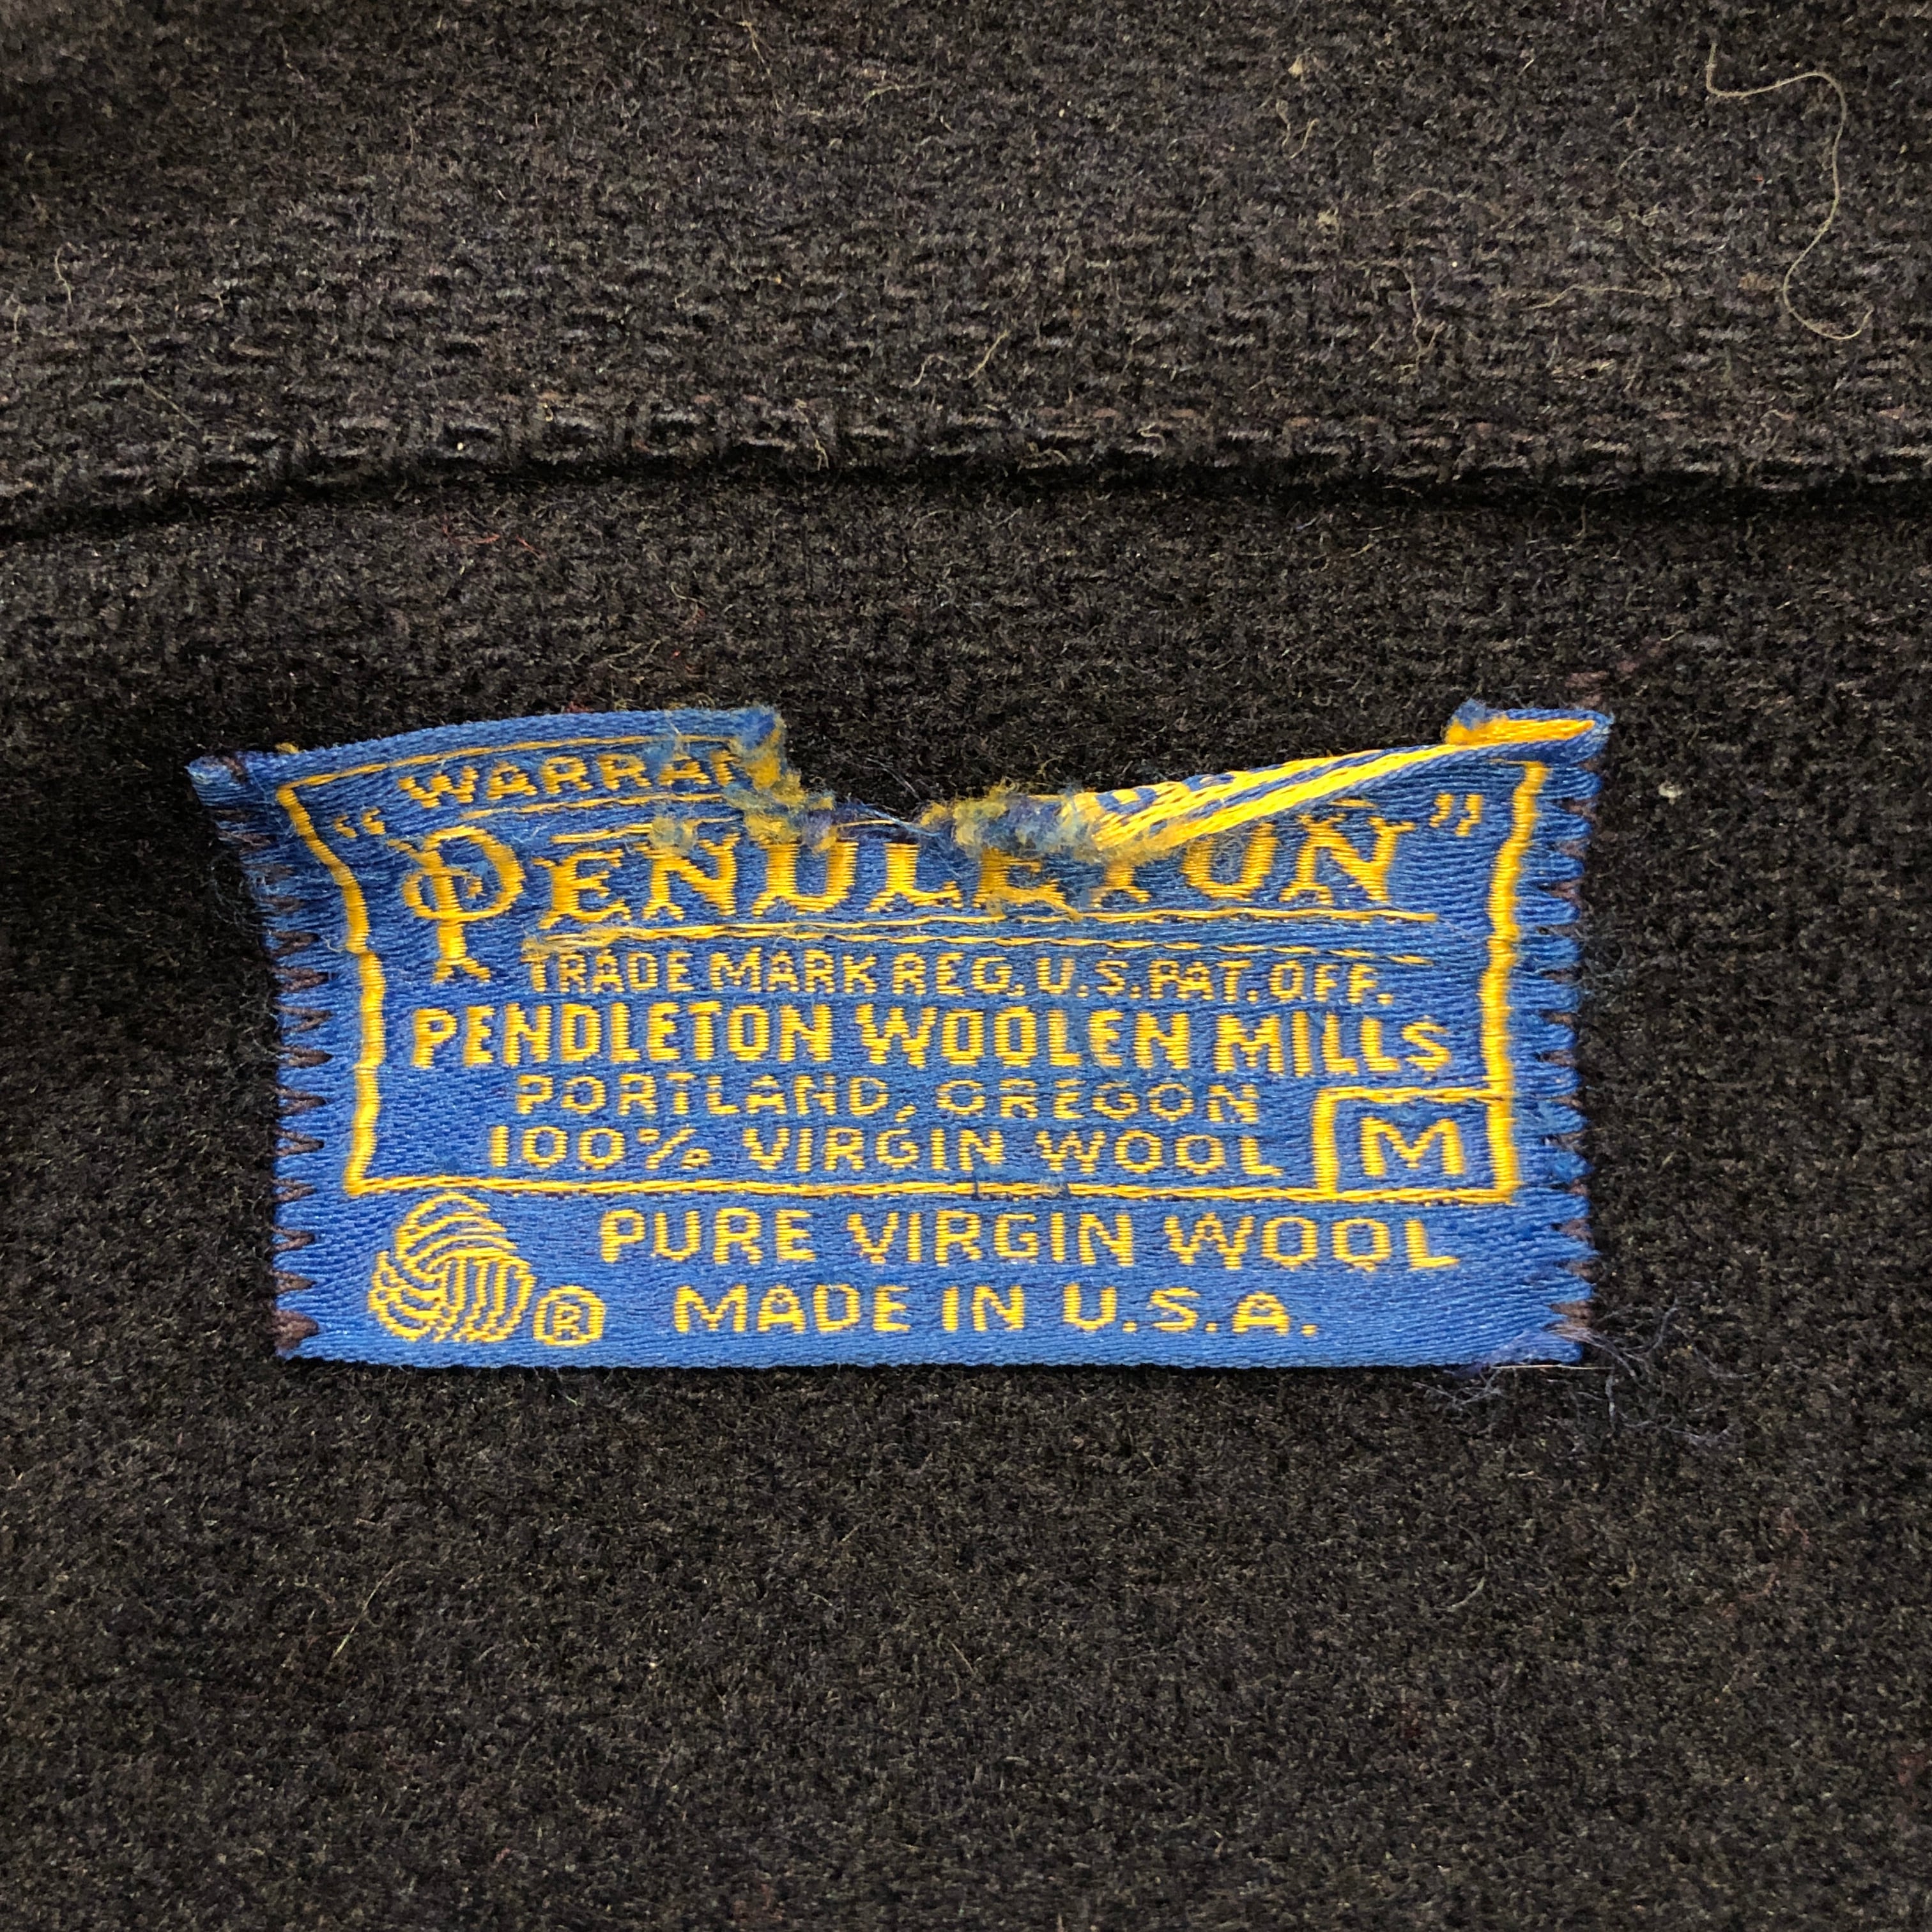 "WARRAN
"PENDLETON"
TRADE MARK REG. U.S. PAT. OFF.
PENDLETON WOOLEN MILLS
PORTLAND, OREGON
100% VIRGIN WOOL M
PURE VIRGIN WOOL
® MADE IN U.S.A.